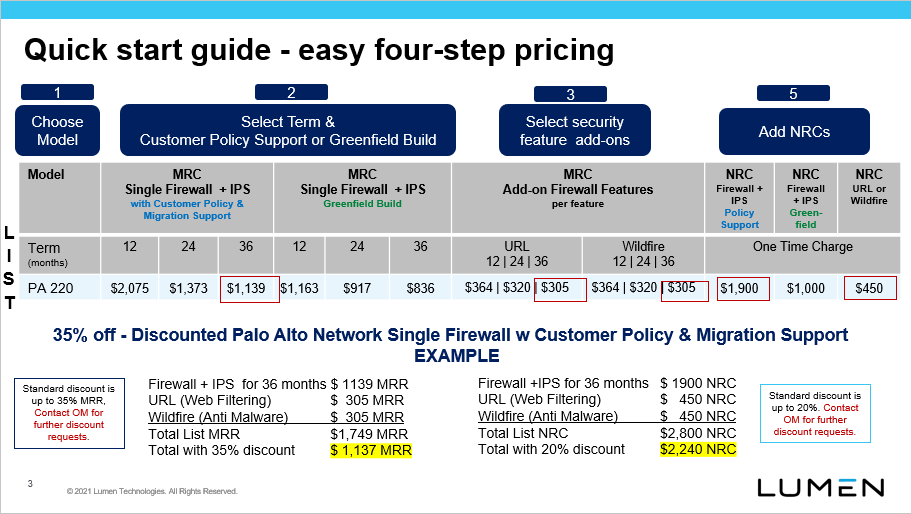 Quick start guide - easy four-step pricing
1
2
3
5
Choose
Model
Select Term &
Customer Policy Support or Greenfield Build
Select security
feature add-ons
Add NRCs
L
I
S
T
Model
MRC
Single Firewall + IPS
with Customer Policy &
Migration Support
MRC
Single Firewall + IPS
Greenfield Build
MRC
Add-on Firewall Features
per feature
NRC
Firewall +
IPS
Policy
Support
NRC
Firewall
+ IPS
Green-
field
NRC
URL or
Wildfire
Term
(months)
12 24 36 12 24 36
URL
12 | 24 | 36
Wildfire
12 | 24 | 36
One Time Charge
PA 220 $2,075 $1,373 $1,139 $1,163 $917 $836 $364 | $320 | $305 $364 | $320 | $305 $1,900 $1,000 $450
35% off - Discounted Palo Alto Network Single Firewall w Customer Policy & Migration Support
EXAMPLE
Standard discount is
up to 35% MRR,
Contact OM for
further discount
requests.
Firewall + IPS for 36 months $ 1139 MRR
URL (Web Filtering) $ 305 MRR
Wildfire (Anti Malware) $ 305 MRR
Total List MRR $1,749 MRR
Total with 35% discount $ 1,137 MRR
Firewall +IPS for 36 months $ 1900 NRC
URL (Web Filtering) $ 450 NRC
Wildfire (Anti Malware) $ 450 NRC
Total List NRC $2,800 NRC
Total with 20% discount $2,240 NRC
Standard discount is
up to 20%. Contact
OM for further
discount requests.
3
© 2021 Lumen Technologies. All Rights Reserved.
LUMEN